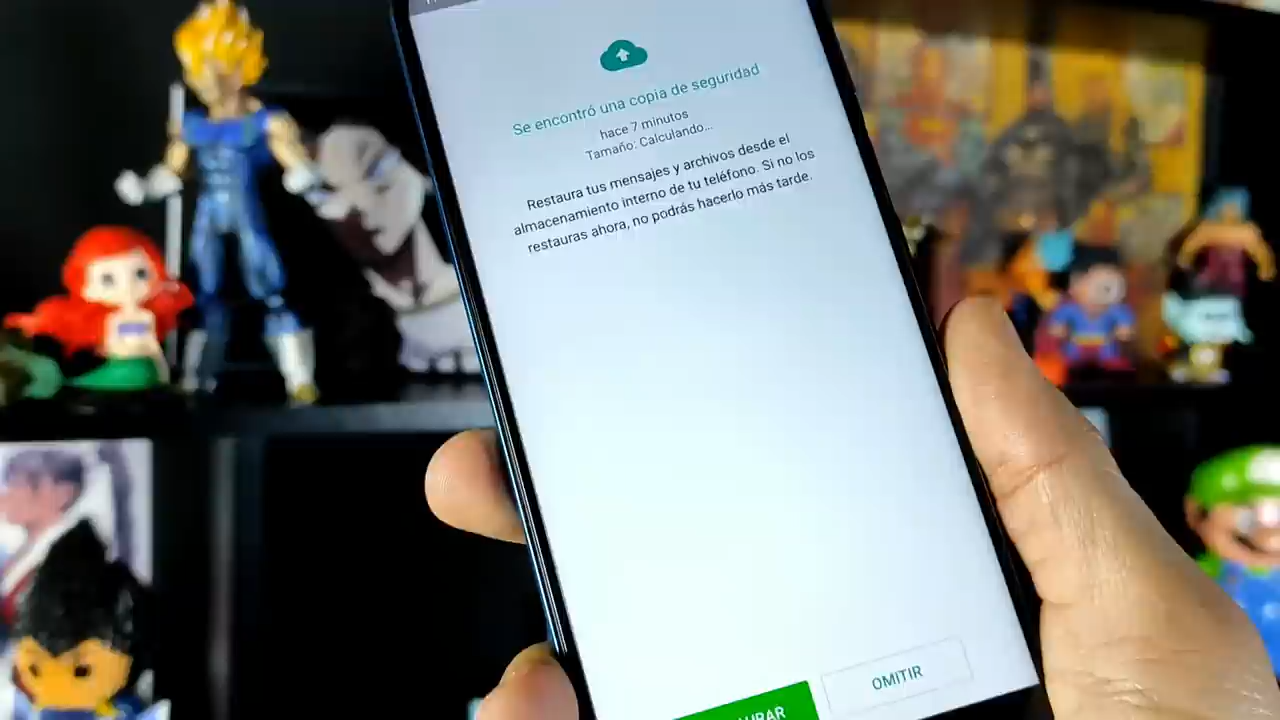 Se encontró una copia de seguridad
hace 7 minutos
Tamaño: Calculando...
Restaura tus mensajes y archivos desde el
almacenamiento interno de tu teléfono. Si no los
restauras ahora, no podrás hacerlo más tarde.
OMITIR